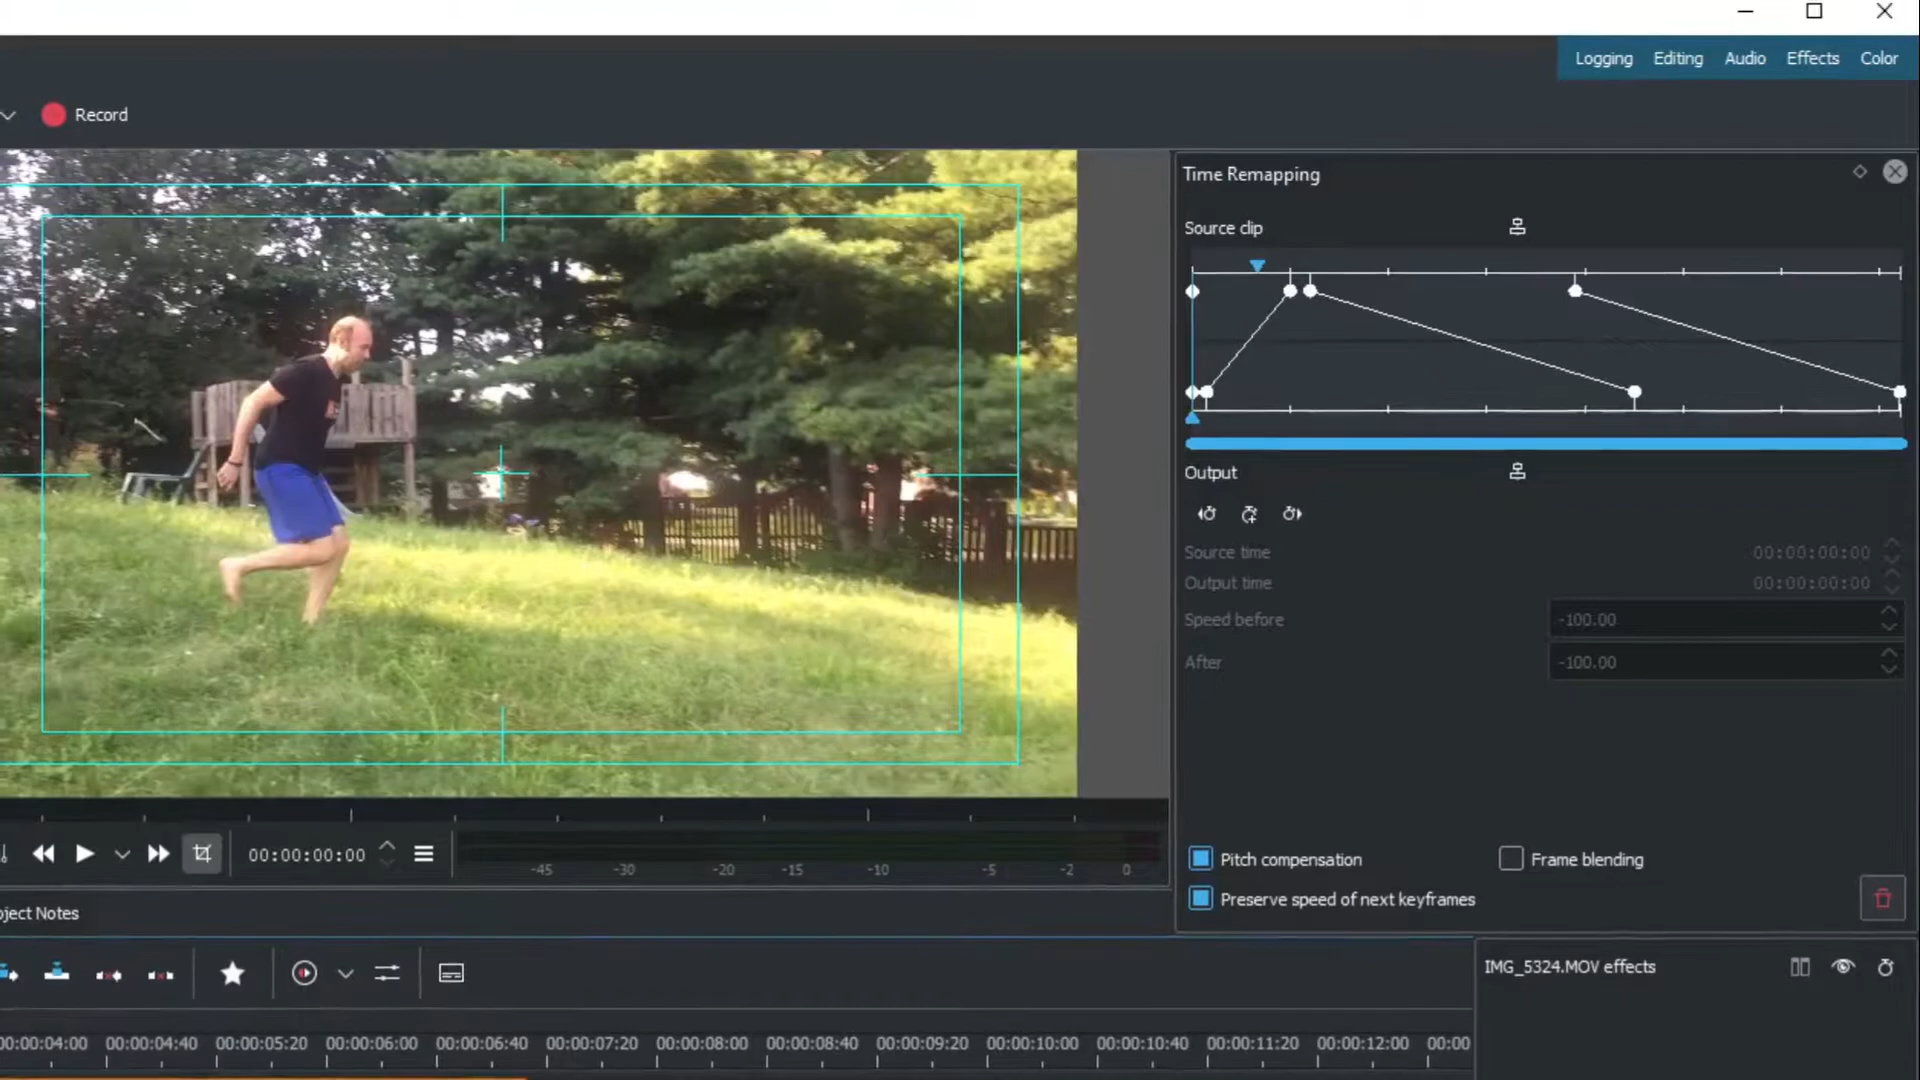 Logging Editing Audio Effects Color
Record
Time Remapping
Source clip
Output
Source time 00:00:00:00
Output time 00:00:00:00
Speed before -100.00
After -100.00
Pitch compensation Frame blending
Preserve speed of next keyframes
00:00:00:00
-45 -30 -20 -15 -10 -5 -2 0
oject Notes
IMG_5324.MOV effects
00:00:04:00 00:00:04:40 00:00:05:20 00:00:06:00 00:00:06:40 00:00:07:20 00:00:08:00 00:00:08:40 00:00:09:20 00:00:10:00 00:00:10:40 00:00:11:20 00:00:12:00 00:00